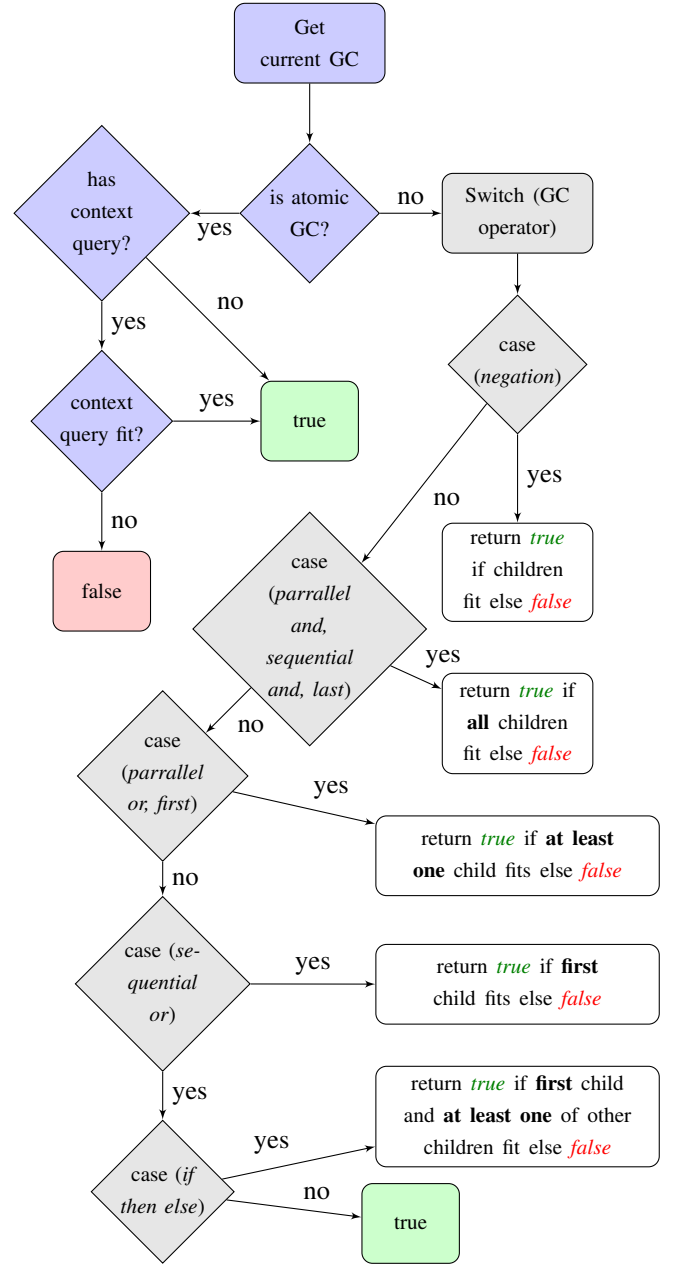 Get
current GC
has
context
query?
yes
is atomic
GC?
no
Switch (GC
operator)
yes
no
case
(negation)
context
query fit?
yes
true
no
yes
no
false
return true
if children
fit else false
case
(parrallel
and,
sequential
and, last)
yes
return true if
all children
fit else false
no
case
(parrallel
or, first)
yes
return true if at least
one child fits else false
no
case (se-
quential
or)
yes
return true if first
child fits else false
yes
return true if first child
and at least one of other
children fit else false
case (if
then else)
yes
no
true